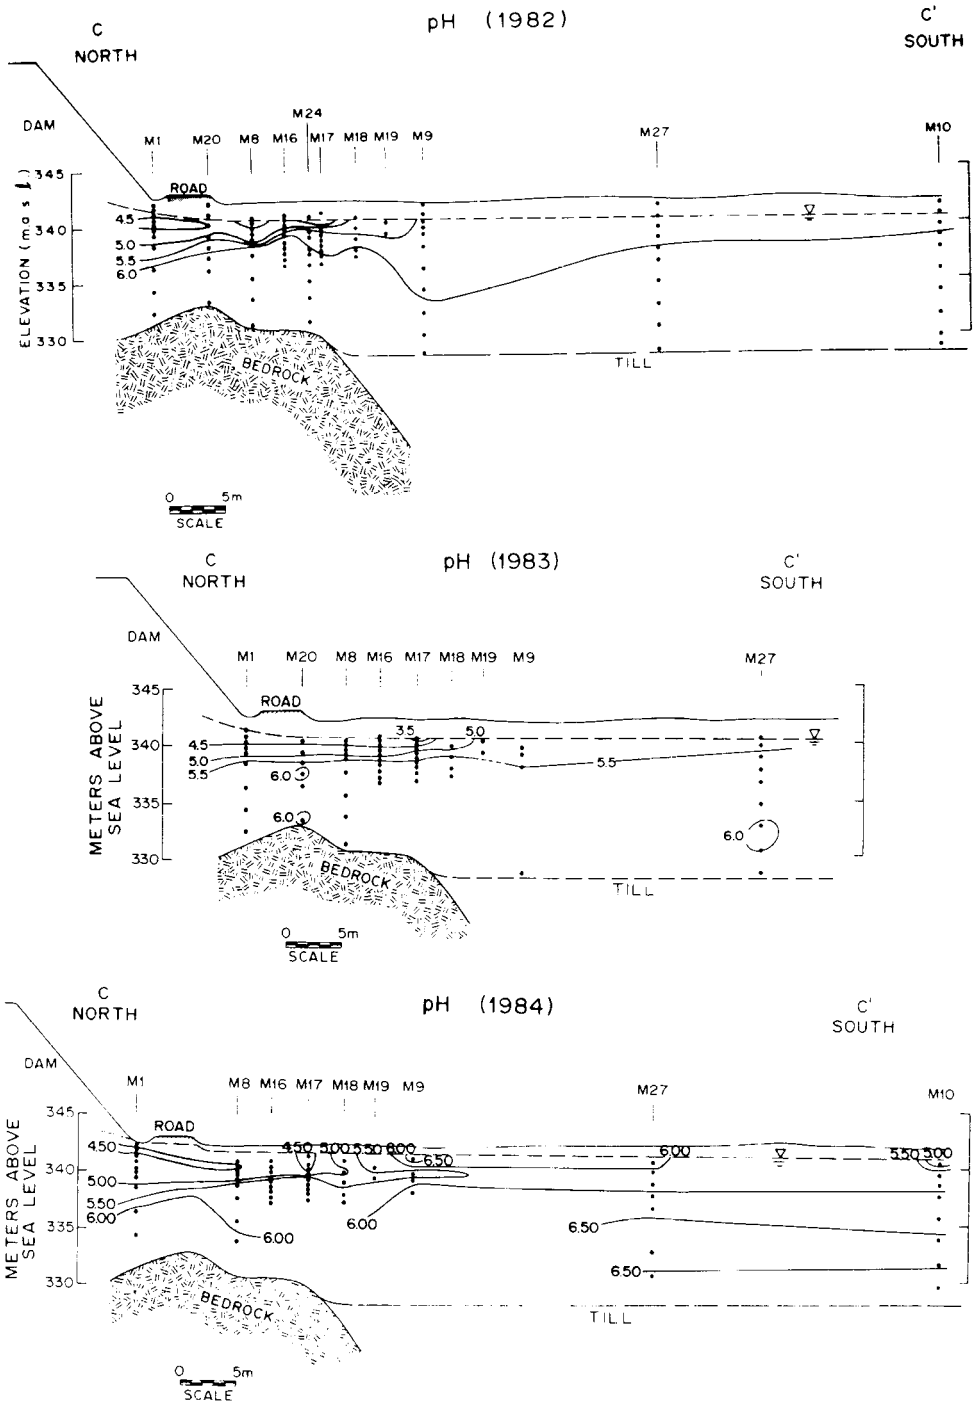 pH (1982)
C
NORTH
C'
SOUTH
M24
DAM
M1 M20 M8 M16 M17 M18 M19 M9 M27 M10
ELEVATION (m a s l)
345
340
335
330
ROAD
4.5
5.0
5.5
6.0
BEDROCK
TILL
0 5m
SCALE
pH (1983)
C
NORTH
C'
SOUTH
DAM
M1 M20 M8 M16 M17 M18 M19 M9 M27
METERS ABOVE
SEA LEVEL
345
340
335
330
ROAD
3.5 5.0
4.5
5.0
5.5
5.5
6.0
6.0
6.0
BEDROCK
TILL
0 5m
SCALE
pH (1984)
C
NORTH
C'
SOUTH
DAM
M1 M8 M16 M17 M18 M19 M9 M27 M10
METERS ABOVE
SEA LEVEL
345
340
335
330
ROAD
4.50 5.00 5.50 6.00
6.50
6.00
5.50 5.00
4.50
5.00
5.50
6.00
6.00
6.00
6.50
6.50
BEDROCK
TILL
0 5m
SCALE